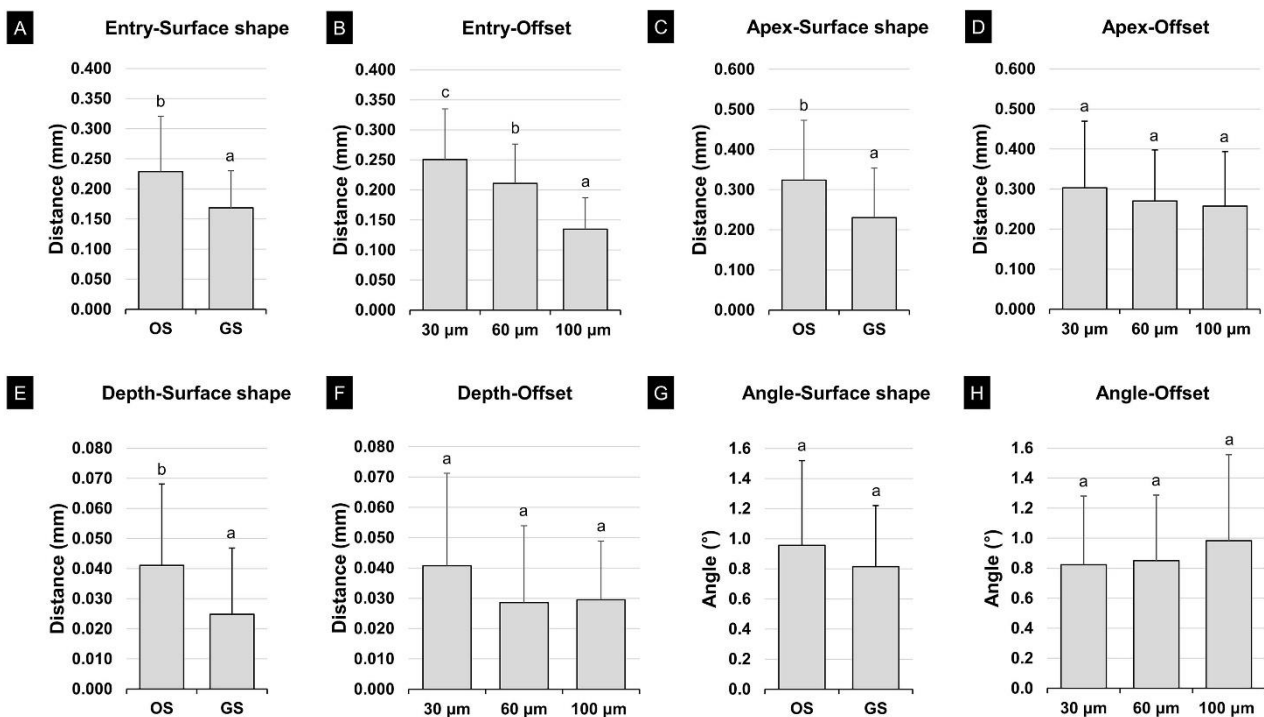 A Entry-Surface shape
Distance (mm)
0.400
0.350
0.300
0.250
0.200
0.150
0.100
0.050
0.000
b
a
OS GS
B Entry-Offset
Distance (mm)
0.400
0.350
0.300
0.250
0.200
0.150
0.100
0.050
0.000
c
b
a
30 µm 60 µm 100 µm
C Apex-Surface shape
Distance (mm)
0.600
0.500
0.400
0.300
0.200
0.100
0.000
b
a
OS GS
D Apex-Offset
Distance (mm)
0.600
0.500
0.400
0.300
0.200
0.100
0.000
a
a
a
30 µm 60 µm 100 µm
E Depth-Surface shape
Distance (mm)
0.080
0.070
0.060
0.050
0.040
0.030
0.020
0.010
0.000
b
a
OS GS
F Depth-Offset
Distance (mm)
0.080
0.070
0.060
0.050
0.040
0.030
0.020
0.010
0.000
a
a
a
30 µm 60 µm 100 µm
G Angle-Surface shape
Angle (°)
1.6
1.4
1.2
1.0
0.8
0.6
0.4
0.2
0.0
a
a
OS GS
H Angle-Offset
Angle (°)
1.6
1.4
1.2
1.0
0.8
0.6
0.4
0.2
0.0
a
a
a
30 µm 60 µm 100 µm